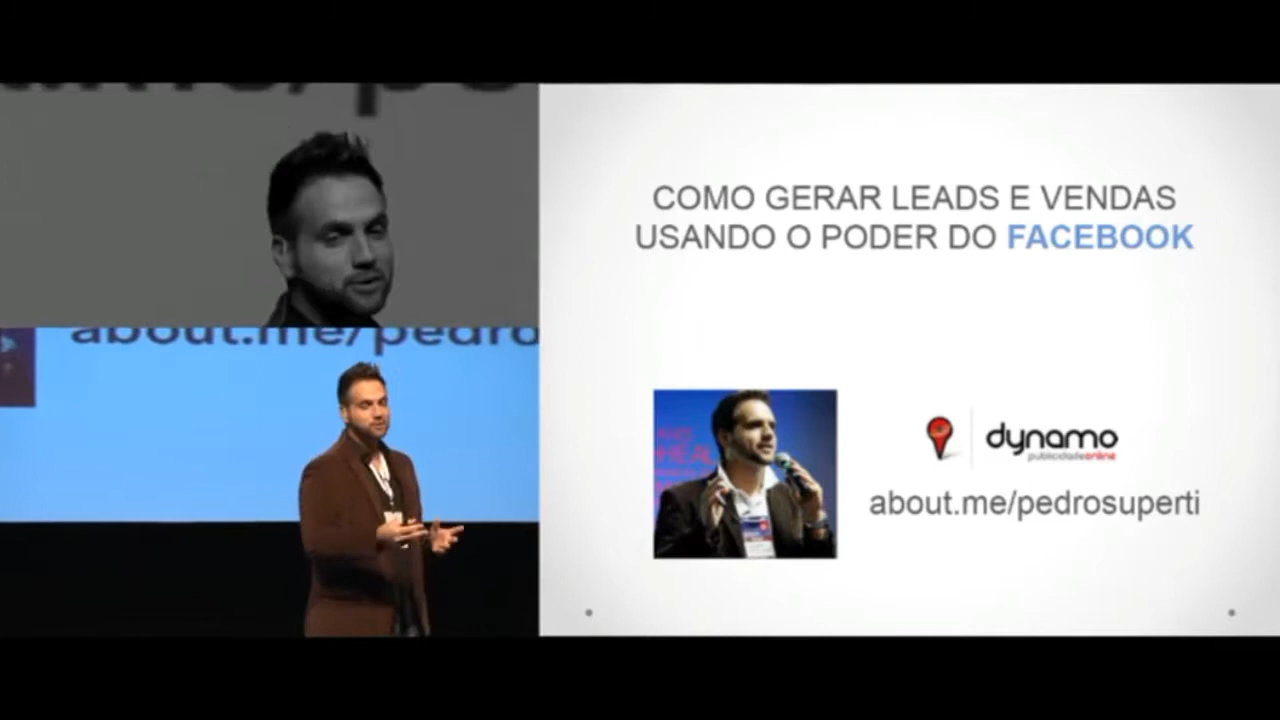 COMO GERAR LEADS E VENDAS
USANDO O PODER DO FACEBOOK
dynamo
publicidadeonline
about.me/pedrosuperti
about.me/pedro